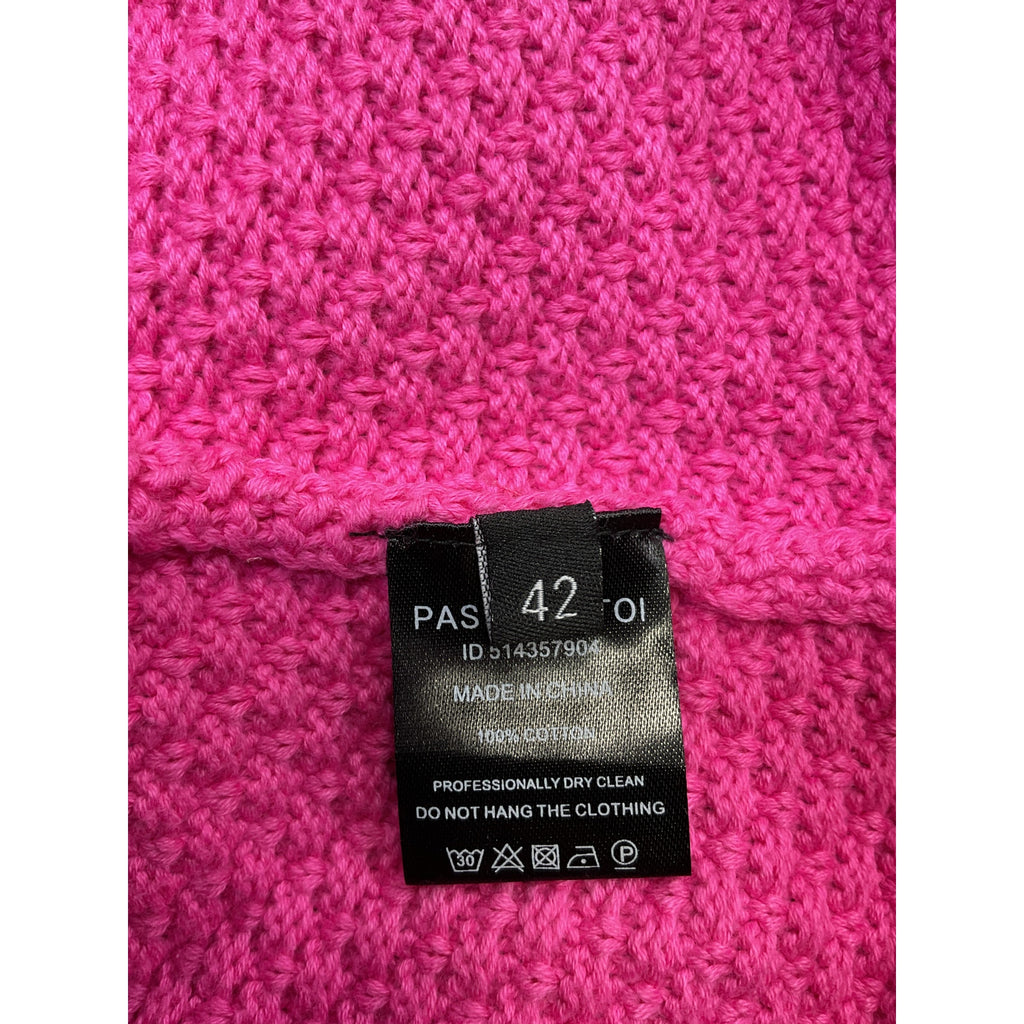 42
PAS TOI
ID 514357904
MADE IN CHINA
100% COTTON
PROFESSIONALLY DRY CLEAN
DO NOT HANG THE CLOTHING
30 P